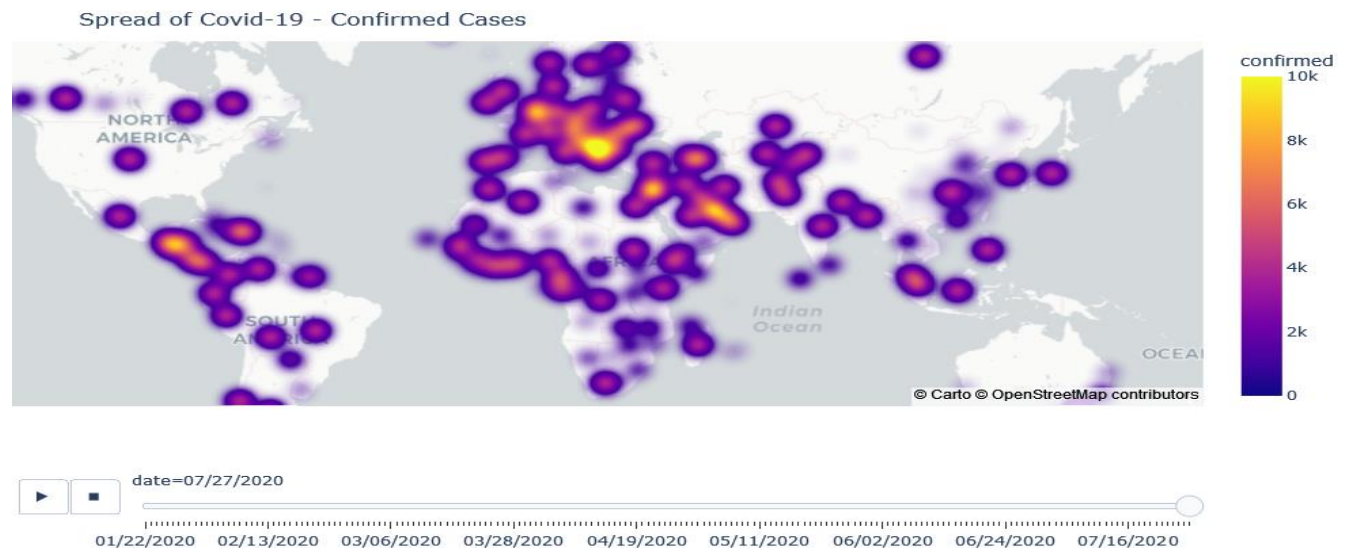 Spread of Covid-19 - Confirmed Cases
confirmed
10k
8k
6k
4k
2k
0
NORTH
AMERICA
AFRICA
SOUTH
AMERICA
Indian
Ocean
OCEA
© Carto © OpenStreetMap contributors
date=07/27/2020
01/22/2020 02/13/2020 03/06/2020 03/28/2020 04/19/2020 05/11/2020 06/02/2020 06/24/2020 07/16/2020